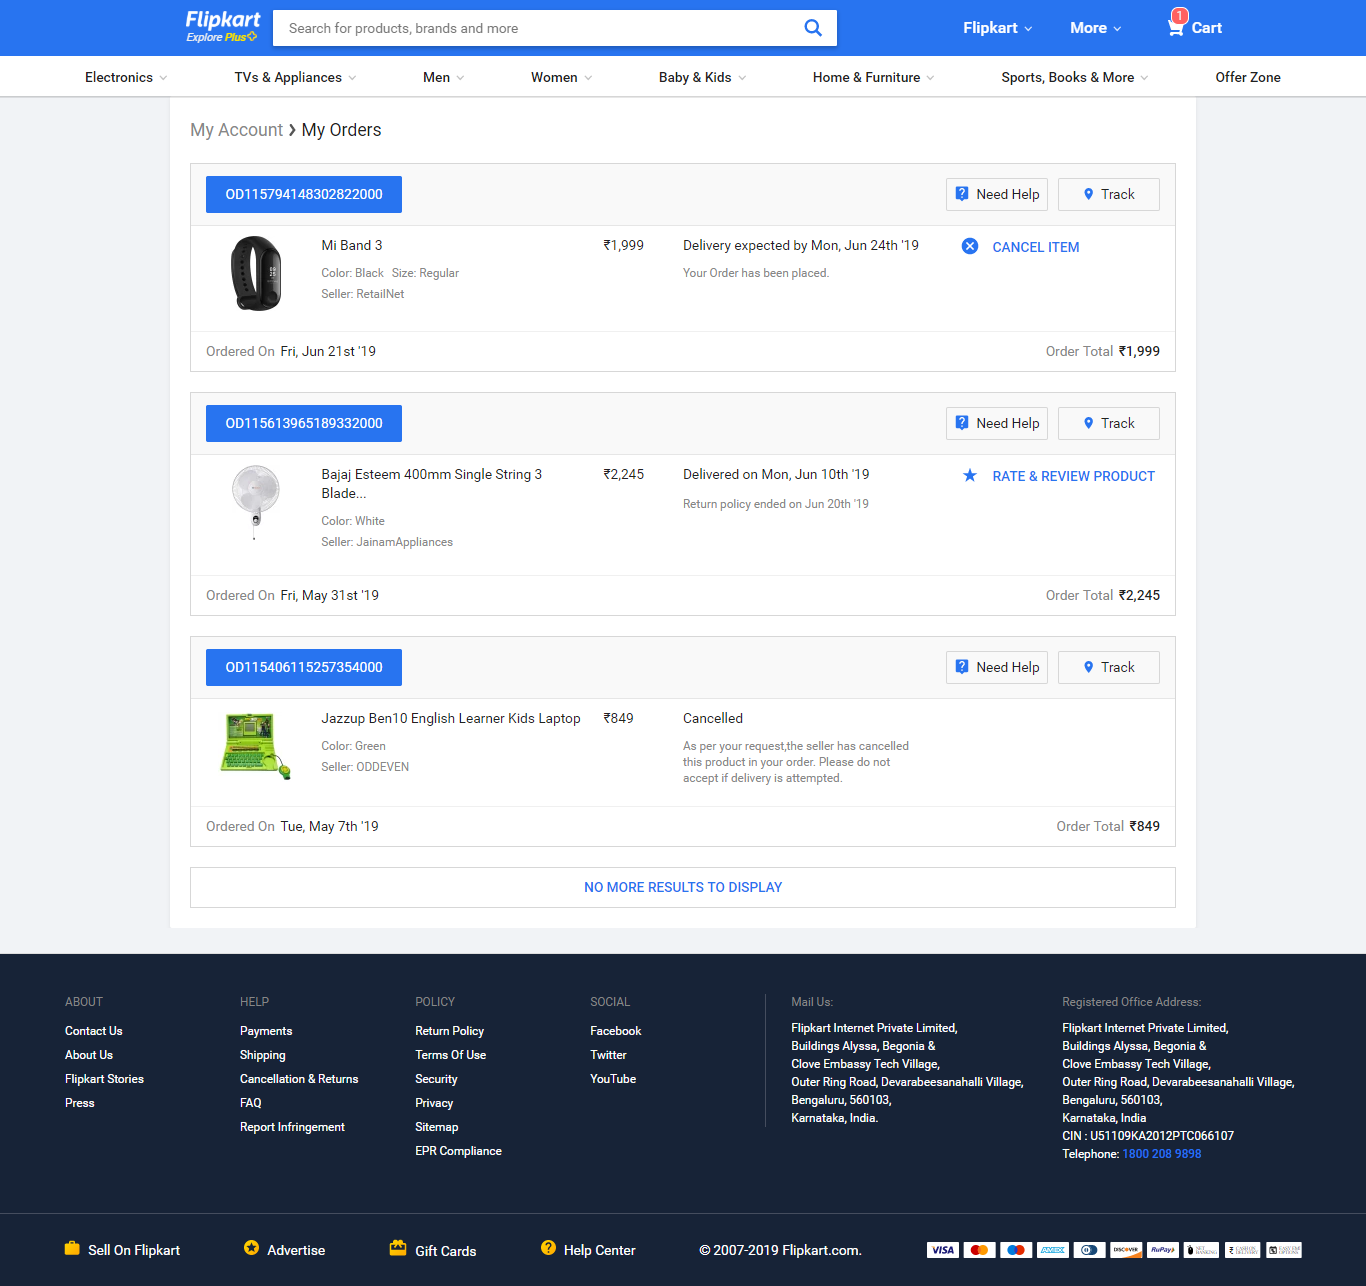 Flipkart
Explore Plus
Search for products, brands and more
Flipkart
More
1
Cart
Electronics
TVs & Appliances
Men
Women
Baby & Kids
Home & Furniture
Sports, Books & More
Offer Zone
My Account ❯ My Orders
OD115794148302822000
Need Help
Track
Mi Band 3
Color: Black Size: Regular
Seller: RetailNet
₹1,999
Delivery expected by Mon, Jun 24th '19
Your Order has been placed.
CANCEL ITEM
Ordered On Fri, Jun 21st '19
Order Total ₹1,999
OD115613965189332000
Need Help
Track
Bajaj Esteem 400mm Single String 3
Blade...
Color: White
Seller: JainamAppliances
₹2,245
Delivered on Mon, Jun 10th '19
Return policy ended on Jun 20th '19
RATE & REVIEW PRODUCT
Ordered On Fri, May 31st '19
Order Total ₹2,245
OD115406115257354000
Need Help
Track
Jazzup Ben10 English Learner Kids Laptop
Color: Green
Seller: ODDEVEN
₹849
Cancelled
As per your request,the seller has cancelled
this product in your order. Please do not
accept if delivery is attempted.
Ordered On Tue, May 7th '19
Order Total ₹849
NO MORE RESULTS TO DISPLAY
ABOUT
Contact Us
About Us
Flipkart Stories
Press
HELP
Payments
Shipping
Cancellation & Returns
FAQ
Report Infringement
POLICY
Return Policy
Terms Of Use
Security
Privacy
Sitemap
EPR Compliance
SOCIAL
Facebook
Twitter
YouTube
Mail Us:
Flipkart Internet Private Limited,
Buildings Alyssa, Begonia &
Clove Embassy Tech Village,
Outer Ring Road, Devarabeesanahalli Village,
Bengaluru, 560103,
Karnataka, India.
Registered Office Address:
Flipkart Internet Private Limited,
Buildings Alyssa, Begonia &
Clove Embassy Tech Village,
Outer Ring Road, Devarabeesanahalli Village,
Bengaluru, 560103,
Karnataka, India
CIN : U51109KA2012PTC066107
Telephone: 1800 208 9898
Sell On Flipkart
Advertise
Gift Cards
Help Center
© 2007-2019 Flipkart.com.
VISA
AMEX
DISCOVER
RuPay
NET BANKING
CASH ON DELIVERY
EASY EMI OPTIONS